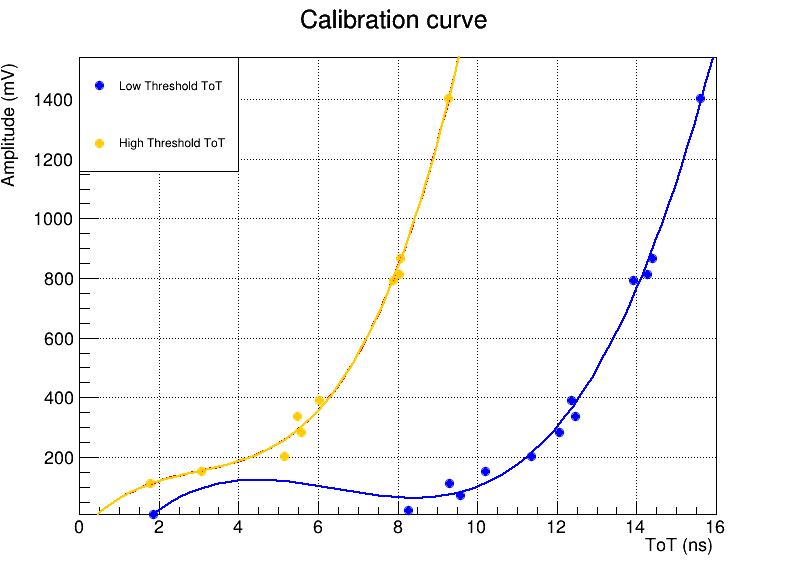 Calibration curve
Amplitude (mV)
Low Threshold ToT
High Threshold ToT
1400
1200
1000
800
600
400
200
0 2 4 6 8 10 12 14 16
ToT (ns)